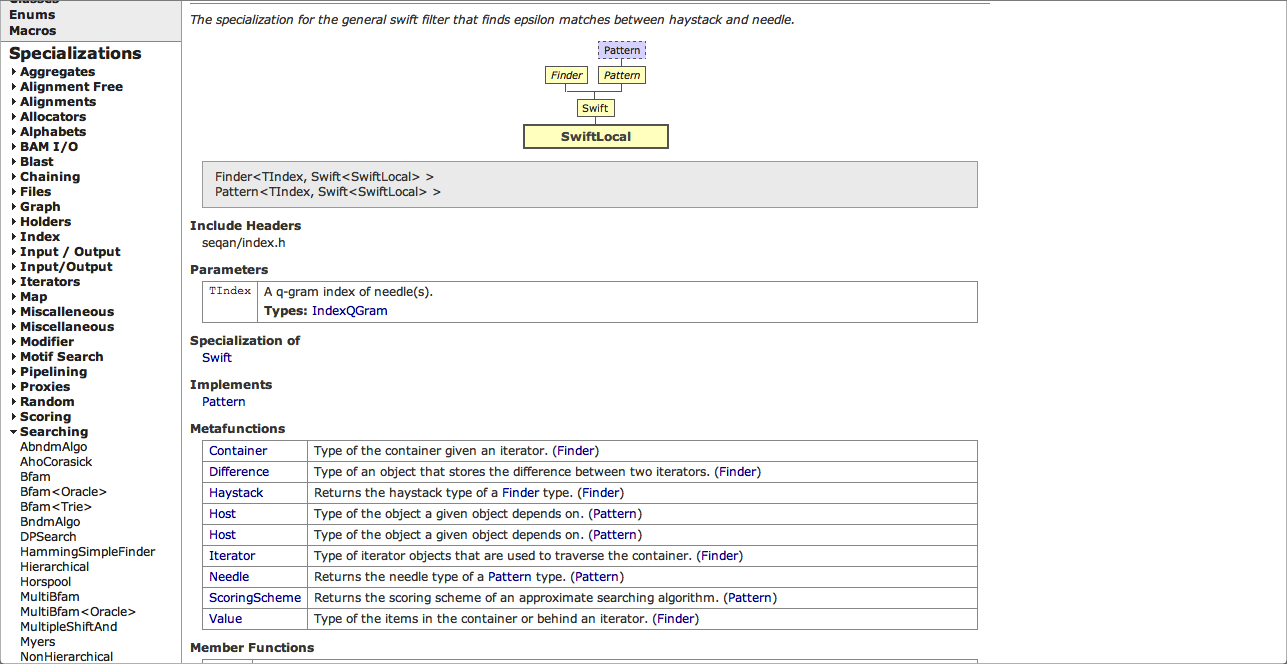 Enums
Macros
Specializations
Aggregates
Alignment Free
Alignments
Allocators
Alphabets
BAM I/O
Blast
Chaining
Files
Graph
Holders
Index
Input / Output
Input/Output
Iterators
Map
Miscalleneous
Miscellaneous
Modifier
Motif Search
Pipelining
Proxies
Random
Scoring
Searching
AbndmAlgo
AhoCorasick
Bfam
Bfam<Oracle>
Bfam<Trie>
BndmAlgo
DPSearch
HammingSimpleFinder
Hierarchical
Horspool
MultiBfam
MultiBfam<Oracle>
MultipleShiftAnd
Myers
NonHierarchical
The specialization for the general swift filter that finds epsilon matches between haystack and needle.
Pattern
Finder Pattern
Swift
SwiftLocal
Finder<TIndex, Swift<SwiftLocal> >
Pattern<TIndex, Swift<SwiftLocal> >
Include Headers
seqan/index.h
Parameters
TIndex A q-gram index of needle(s).
Types: IndexQGram
Specialization of
Swift
Implements
Pattern
Metafunctions
Container Type of the container given an iterator. (Finder)
Difference Type of an object that stores the difference between two iterators. (Finder)
Haystack Returns the haystack type of a Finder type. (Finder)
Host Type of the object a given object depends on. (Pattern)
Host Type of the object a given object depends on. (Pattern)
Iterator Type of iterator objects that are used to traverse the container. (Finder)
Needle Returns the needle type of a Pattern type. (Pattern)
ScoringScheme Returns the scoring scheme of an approximate searching algorithm. (Pattern)
Value Type of the items in the container or behind an iterator. (Finder)
Member Functions